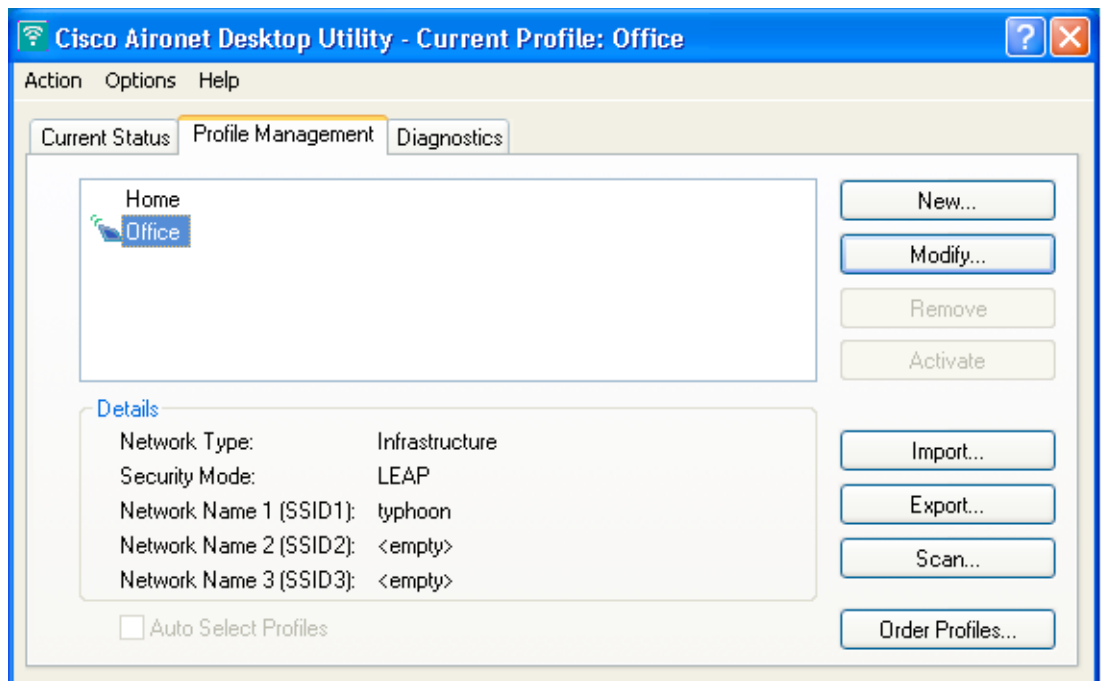 Cisco Aironet Desktop Utility - Current Profile: Office
Action Options Help
Current Status Profile Management Diagnostics
Home
Office
New...
Modify...
Remove
Activate
Details
Network Type: Infrastructure
Security Mode: LEAP
Network Name 1 (SSID1): typhoon
Network Name 2 (SSID2): <empty>
Network Name 3 (SSID3): <empty>
Import...
Export...
Scan...
Auto Select Profiles
Order Profiles...